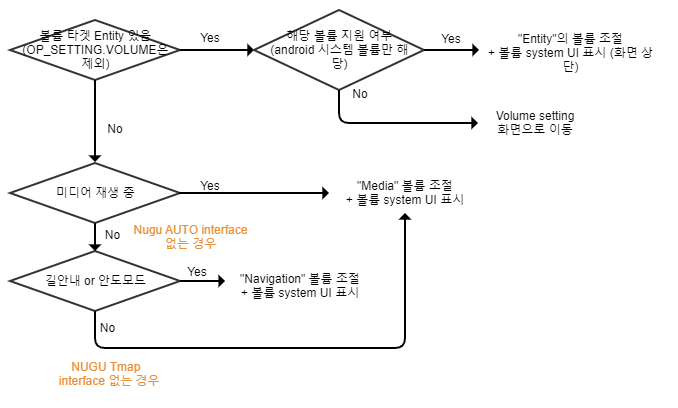 볼륨 타겟 Entity 있음
(OP_SETTING.VOLUME은
제외)
Yes
해당 볼륨 지원 여부
(android 시스템 볼륨만 해
당)
Yes
"Entity"의 볼륨 조절
+ 볼륨 system UI 표시 (화면 상
단)
No
Volume setting
화면으로 이동
No
미디어 재생 중
Yes
"Media" 볼륨 조절
+ 볼륨 system UI 표시
No
Nugu AUTO interface
없는 경우
길안내 or 안도모드
Yes
"Navigation" 볼륨 조절
+ 볼륨 system UI 표시
No
NUGU Tmap
interface 없는 경우